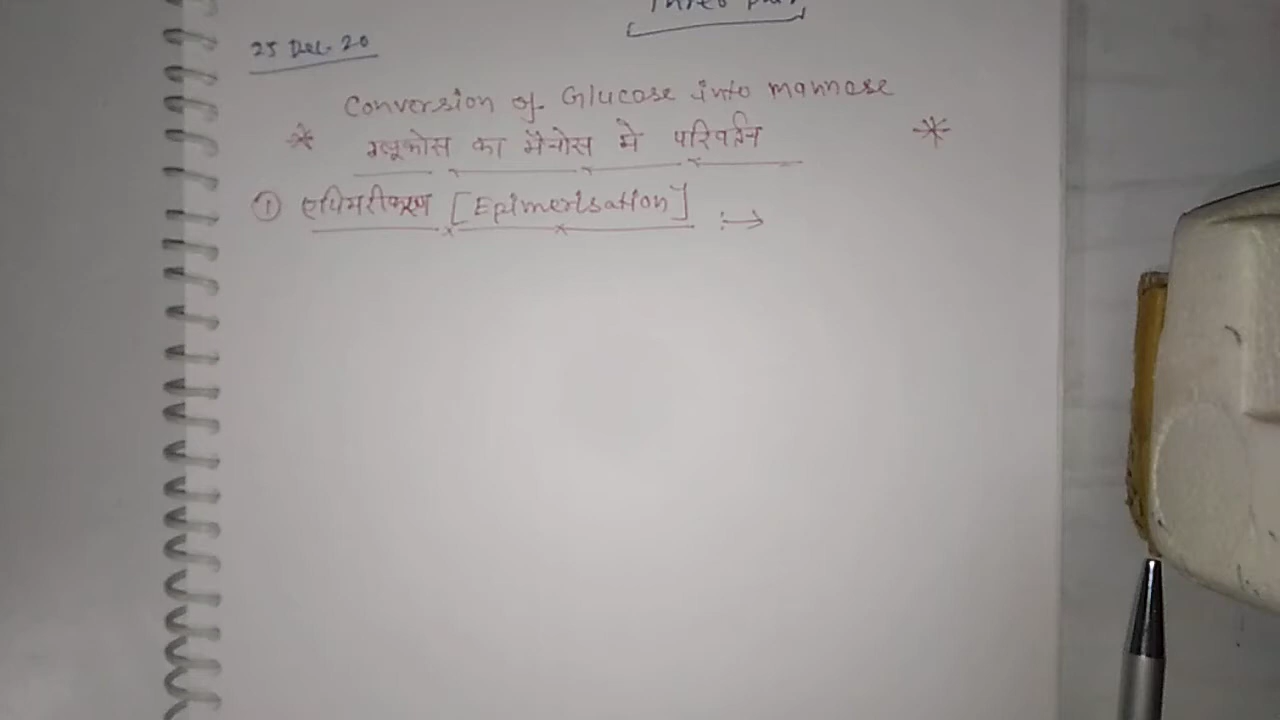 25 Dec. 20
Conversion of Glucose into mannose
* ग्लूकोस का मैनोस मे परिवर्तन *
① एपिमरीकरण [Epimerisation] :→